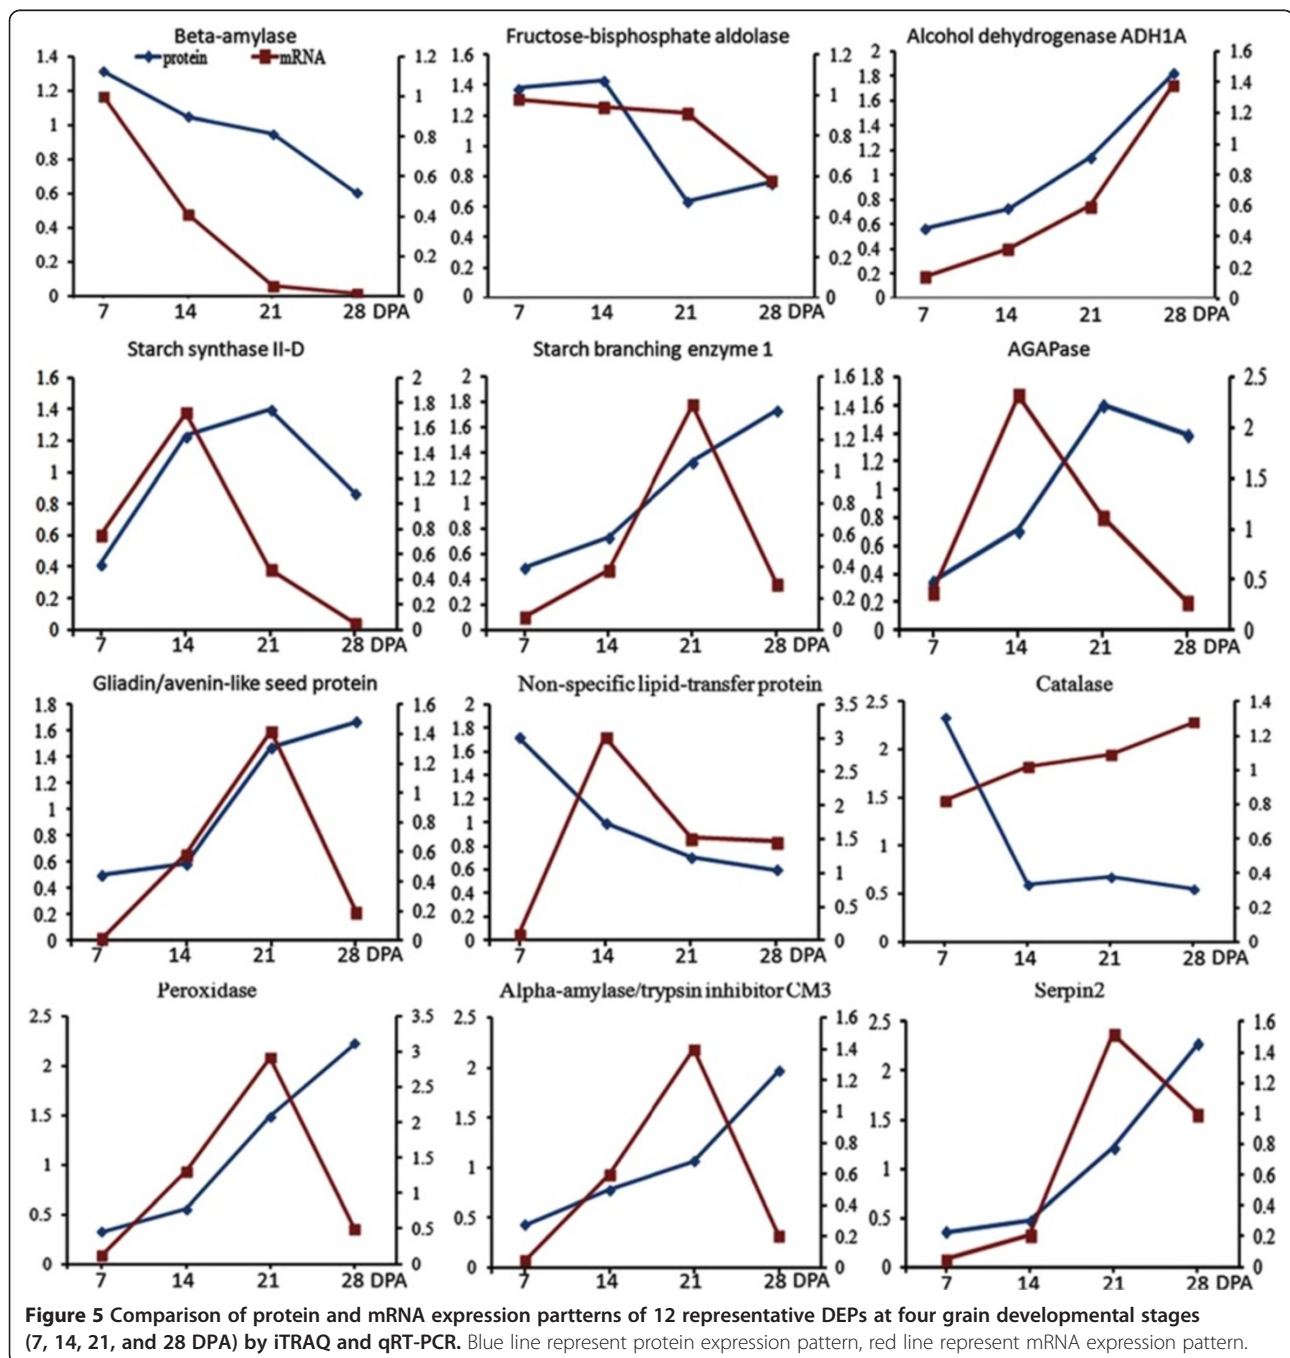 Beta-amylase
protein mRNA
1.4 1.2 1 0.8 0.6 0.4 0.2 0
1.2 1 0.8 0.6 0.4 0.2 0
7 14 21 28 DPA
Fructose-bisphosphate aldolase
1.6 1.4 1.2 1 0.8 0.6 0.4 0.2 0
1.2 1 0.8 0.6 0.4 0.2 0
7 14 21 28 DPA
Alcohol dehydrogenase ADH1A
2 1.8 1.6 1.4 1.2 1 0.8 0.6 0.4 0.2 0
1.6 1.4 1.2 1 0.8 0.6 0.4 0.2 0
7 14 21 28 DPA
Starch synthase II-D
1.6 1.4 1.2 1 0.8 0.6 0.4 0.2 0
2 1.8 1.6 1.4 1.2 1 0.8 0.6 0.4 0.2 0
7 14 21 28 DPA
Starch branching enzyme 1
2 1.8 1.6 1.4 1.2 1 0.8 0.6 0.4 0.2 0
1.6 1.4 1.2 1 0.8 0.6 0.4 0.2 0
7 14 21 28 DPA
AGAPase
1.8 1.6 1.4 1.2 1 0.8 0.6 0.4 0.2 0
2.5 2 1.5 1 0.5 0
7 14 21 28 DPA
Gliadin/avenin-like seed protein
1.8 1.6 1.4 1.2 1 0.8 0.6 0.4 0.2 0
1.6 1.4 1.2 1 0.8 0.6 0.4 0.2 0
7 14 21 28 DPA
Non-specific lipid-transfer protein
2 1.8 1.6 1.4 1.2 1 0.8 0.6 0.4 0.2 0
3.5 3 2.5 2 1.5 1 0.5 0
7 14 21 28 DPA
Catalase
2.5 2 1.5 1 0.5 0
1.4 1.2 1 0.8 0.6 0.4 0.2 0
7 14 21 28 DPA
Peroxidase
2.5 2 1.5 1 0.5 0
3.5 3 2.5 2 1.5 1 0.5 0
7 14 21 28 DPA
Alpha-amylase/trypsin inhibitor CM3
2.5 2 1.5 1 0.5 0
1.6 1.4 1.2 1 0.8 0.6 0.4 0.2 0
7 14 21 28 DPA
Serpin2
2.5 2 1.5 1 0.5 0
1.6 1.4 1.2 1 0.8 0.6 0.4 0.2 0
7 14 21 28 DPA
Figure 5 Comparison of protein and mRNA expression partterns of 12 representative DEPs at four grain developmental stages
(7, 14, 21, and 28 DPA) by iTRAQ and qRT-PCR. Blue line represent protein expression pattern, red line represent mRNA expression pattern.